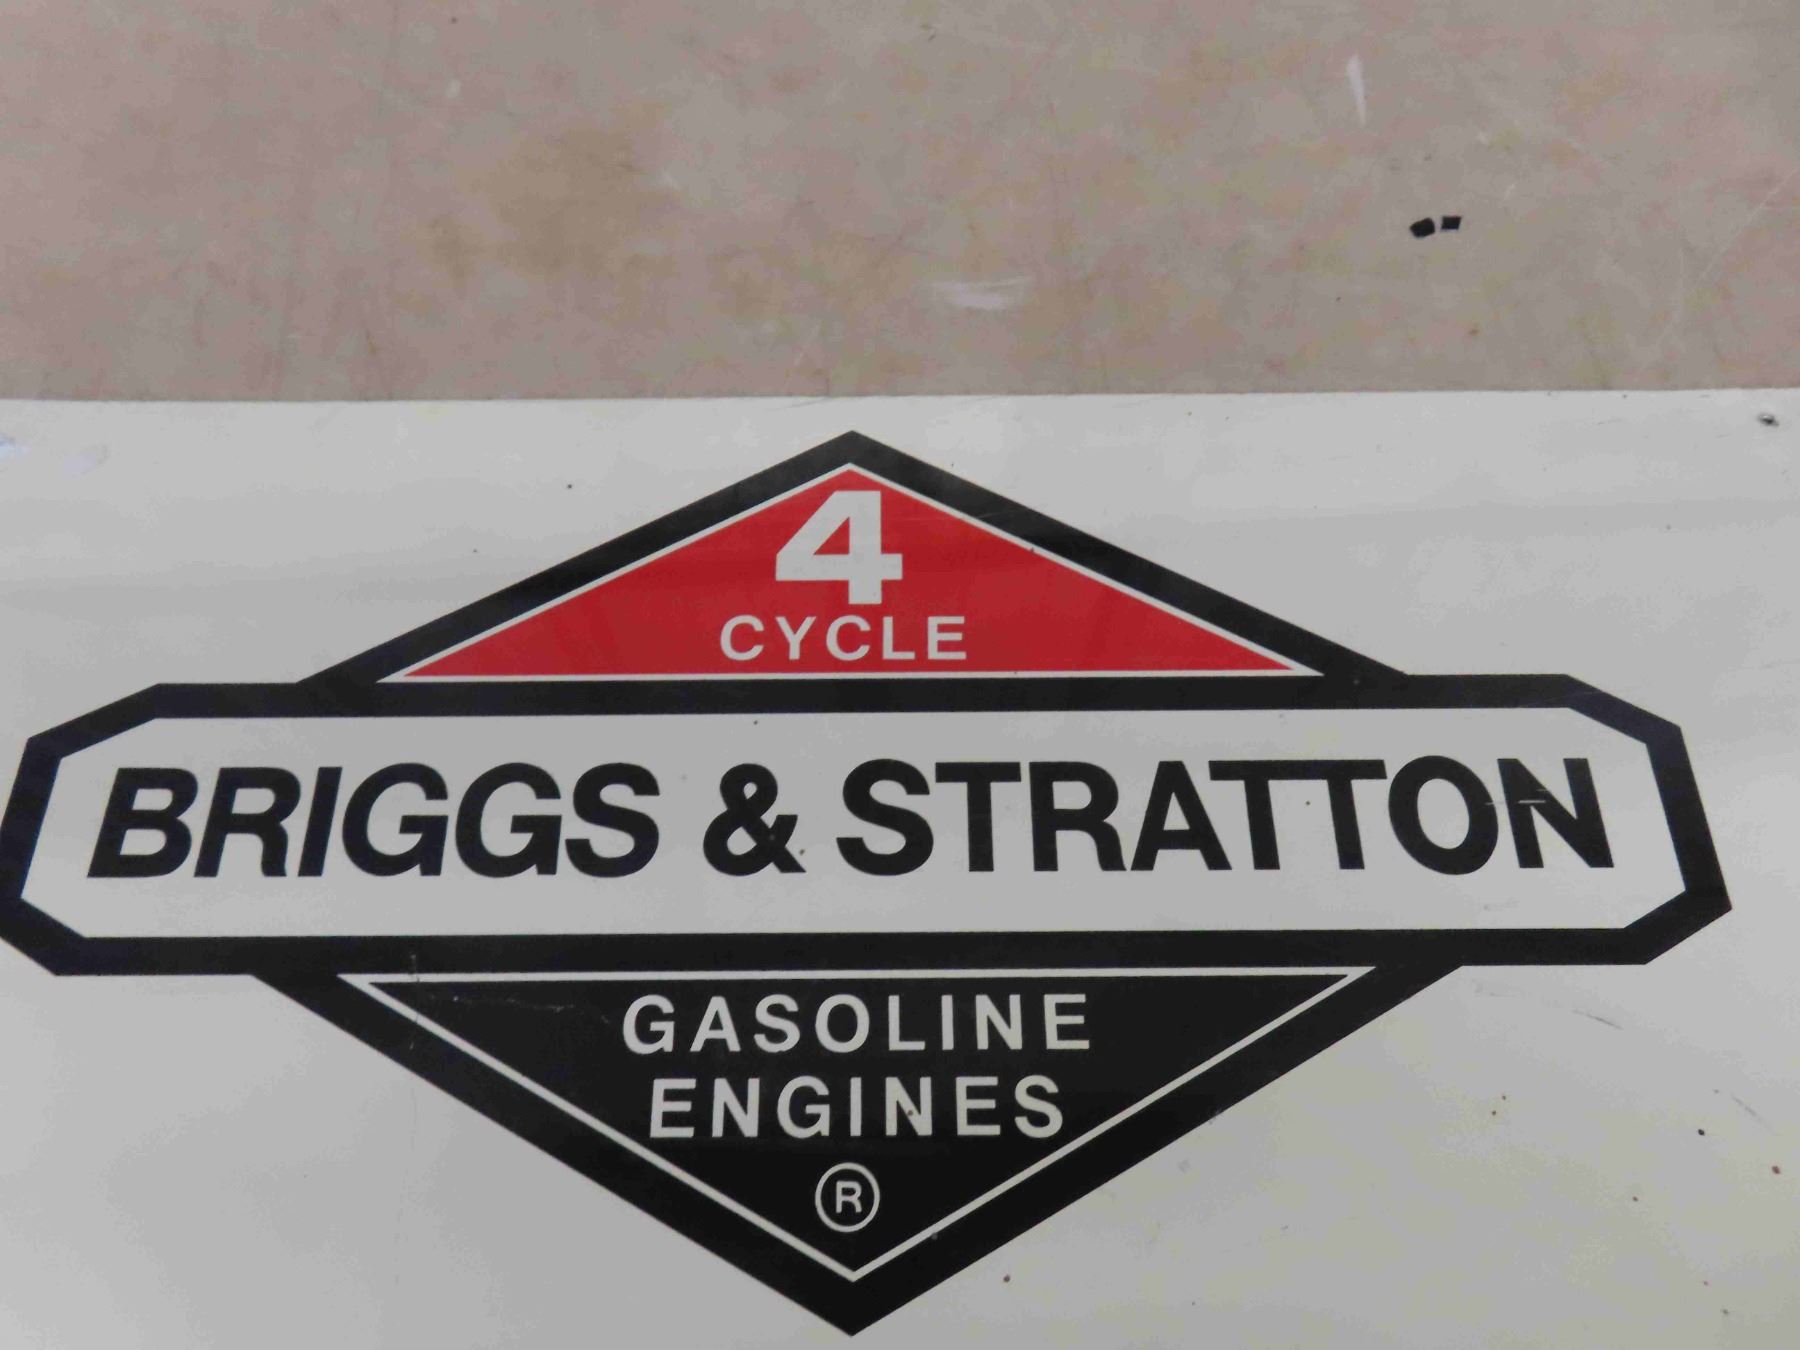 4
CYCLE
BRIGGS & STRATTON
GASOLINE
ENGINES
®